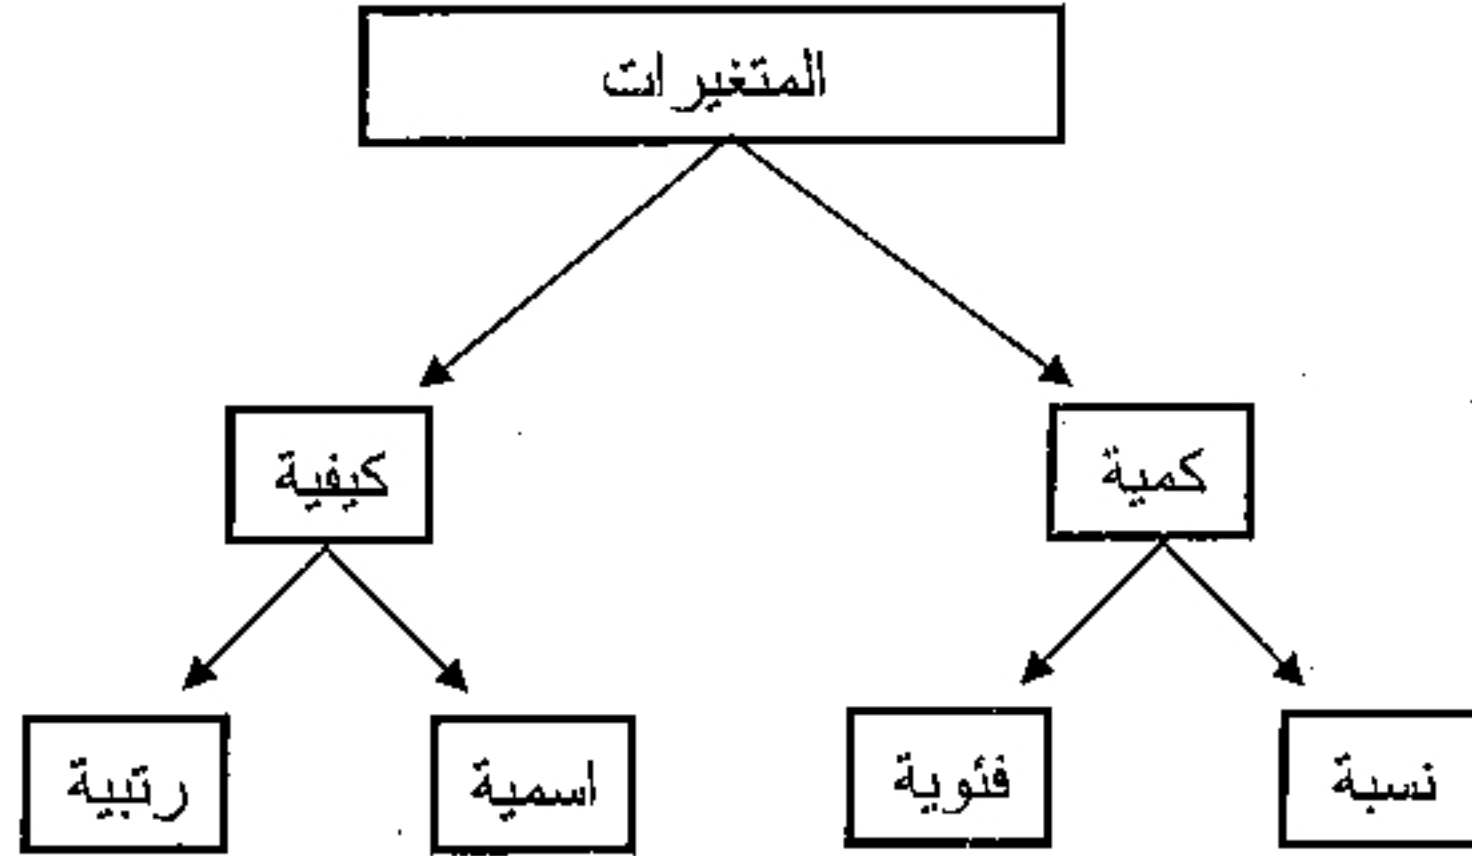 المتغيرات
كمية
كيفية
نسبة
فئوية
اسمية
رتبية